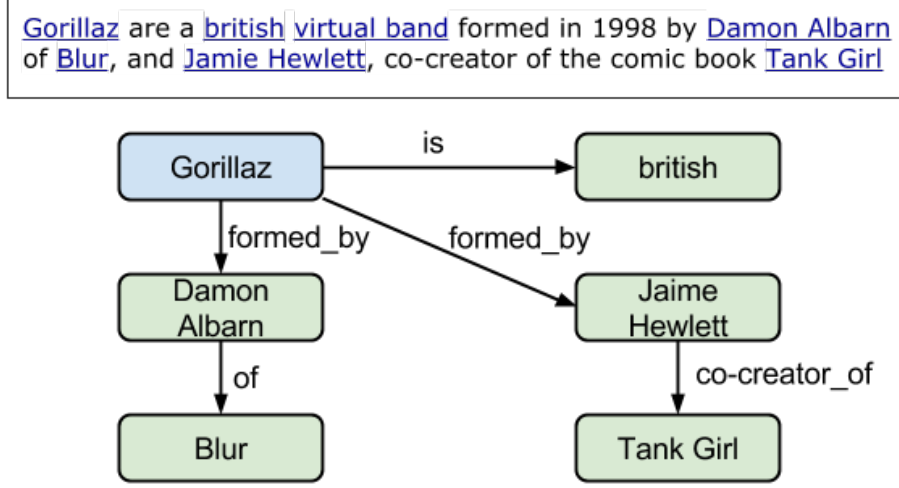 Gorillaz are a british virtual band formed in 1998 by Damon Albarn
of Blur, and Jamie Hewlett, co-creator of the comic book Tank Girl
is
Gorillaz
british
formed_by
formed_by
Damon
Albarn
Jaime
Hewlett
of
co-creator_of
Blur
Tank Girl